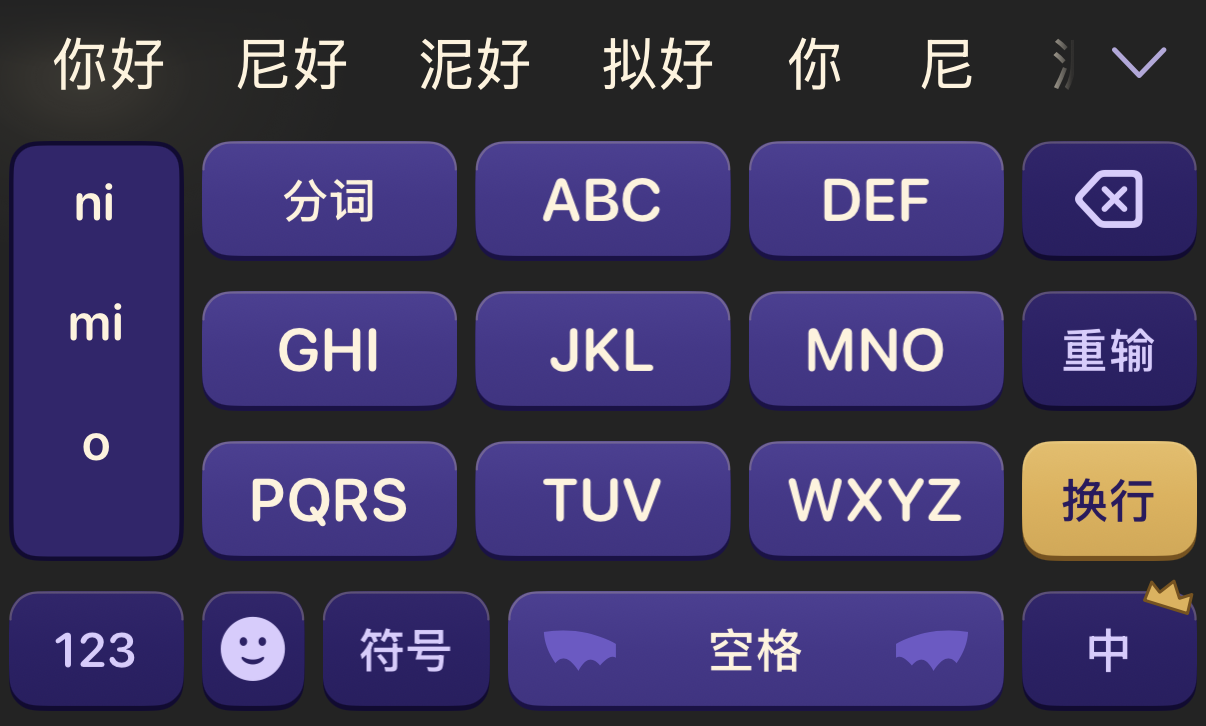 你好 尼好 泥好 拟好 你 尼
ni 分词 ABC DEF
mi GHI JKL MNO 重输
o PQRS TUV WXYZ 换行
123 符号 空格 中